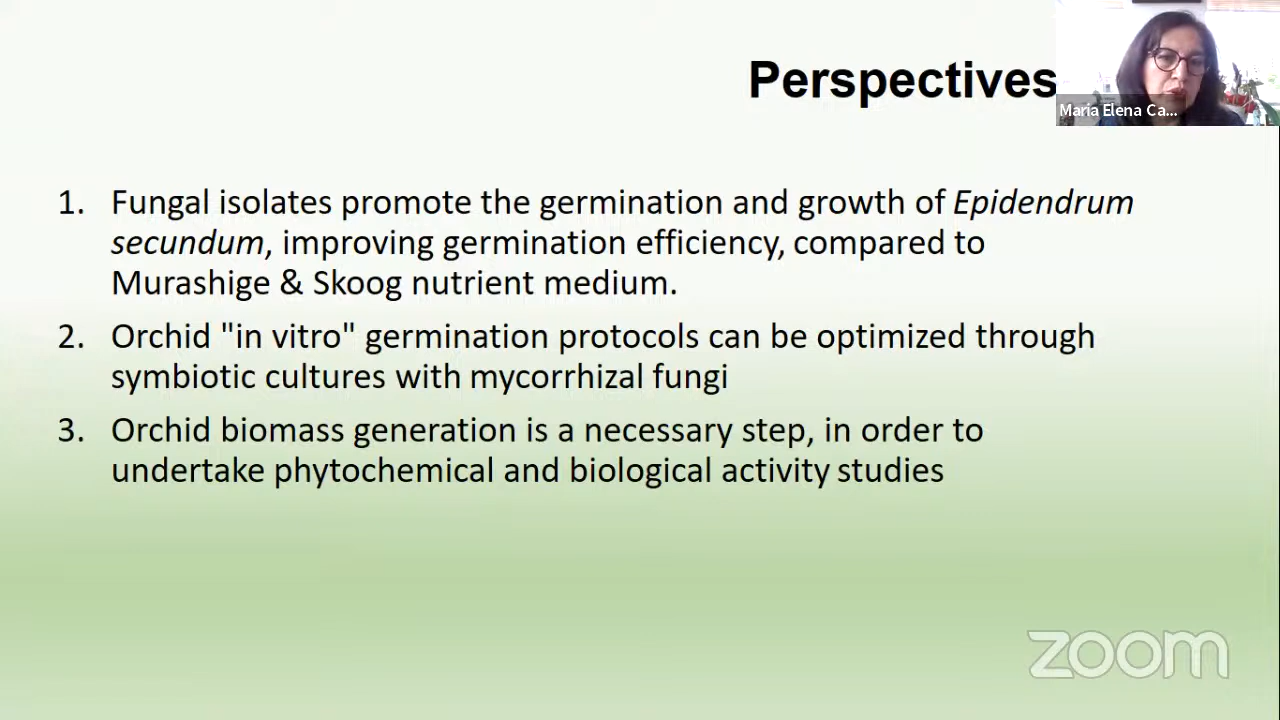 Perspectives
Maria Elena Ca...
1. Fungal isolates promote the germination and growth of Epidendrum
secundum, improving germination efficiency, compared to
Murashige & Skoog nutrient medium.
2. Orchid "in vitro" germination protocols can be optimized through
symbiotic cultures with mycorrhizal fungi
3. Orchid biomass generation is a necessary step, in order to
undertake phytochemical and biological activity studies
zoom